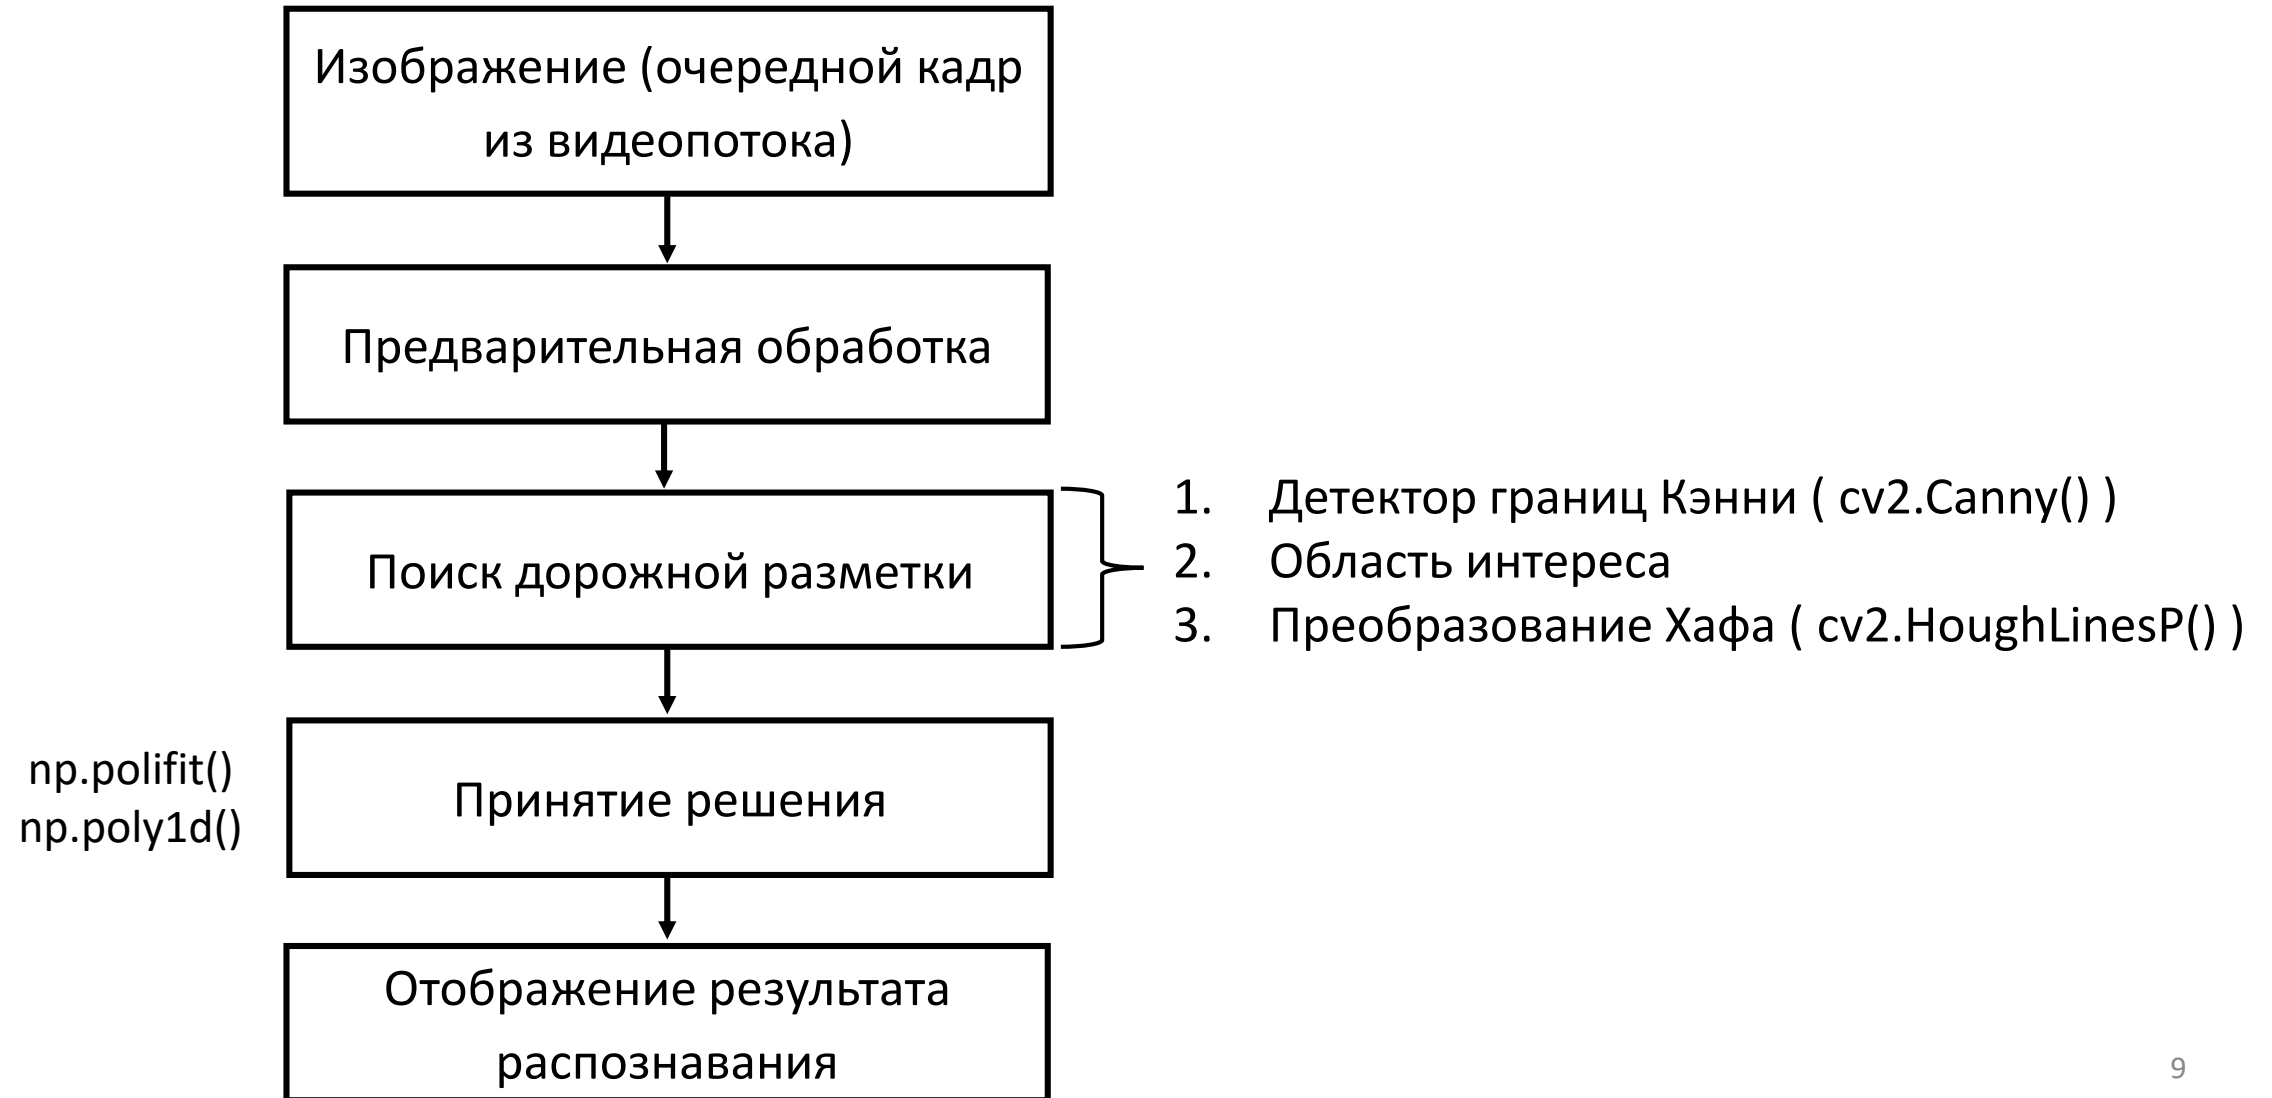 Изображение (очередной кадр
из видеопотока)
Предварительная обработка
Поиск дорожной разметки
1. Детектор границ Кэнни ( cv2.Canny() )
2. Область интереса
3. Преобразование Хафа ( cv2.HoughLinesP() )
np.polifit()
np.poly1d()
Принятие решения
Отображение результата
распознавания
9